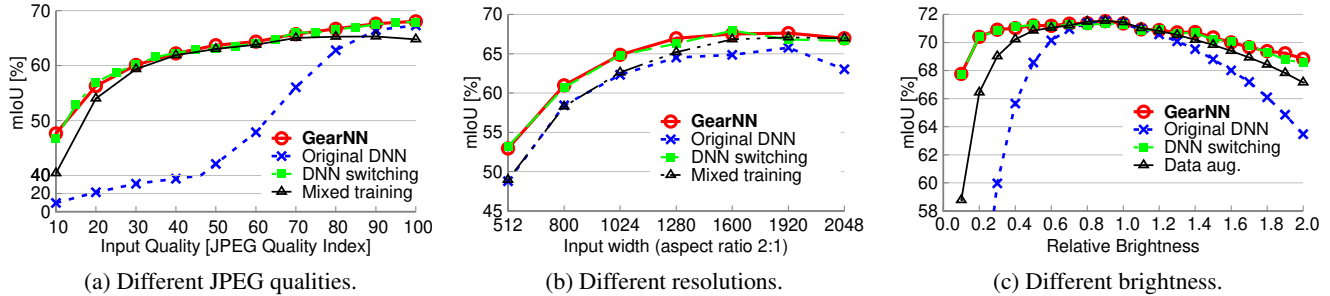 mIoU [%]
70
60
50
40
20
0
GearNN
Original DNN
DNN switching
Mixed training
10 20 30 40 50 60 70 80 90 100
Input Quality [JPEG Quality Index]
(a) Different JPEG qualities.
mIoU [%]
75
70
65
60
55
50
45
GearNN
Original DNN
DNN switching
Mixed training
512 800 1024 1280 1600 1920 2048
Input width (aspect ratio 2:1)
(b) Different resolutions.
mIoU [%]
72
70
68
66
64
62
60
58
GearNN
Original DNN
DNN switching
Data aug.
0.0 0.2 0.4 0.6 0.8 1.0 1.2 1.4 1.6 1.8 2.0
Relative Brightness
(c) Different brightness.